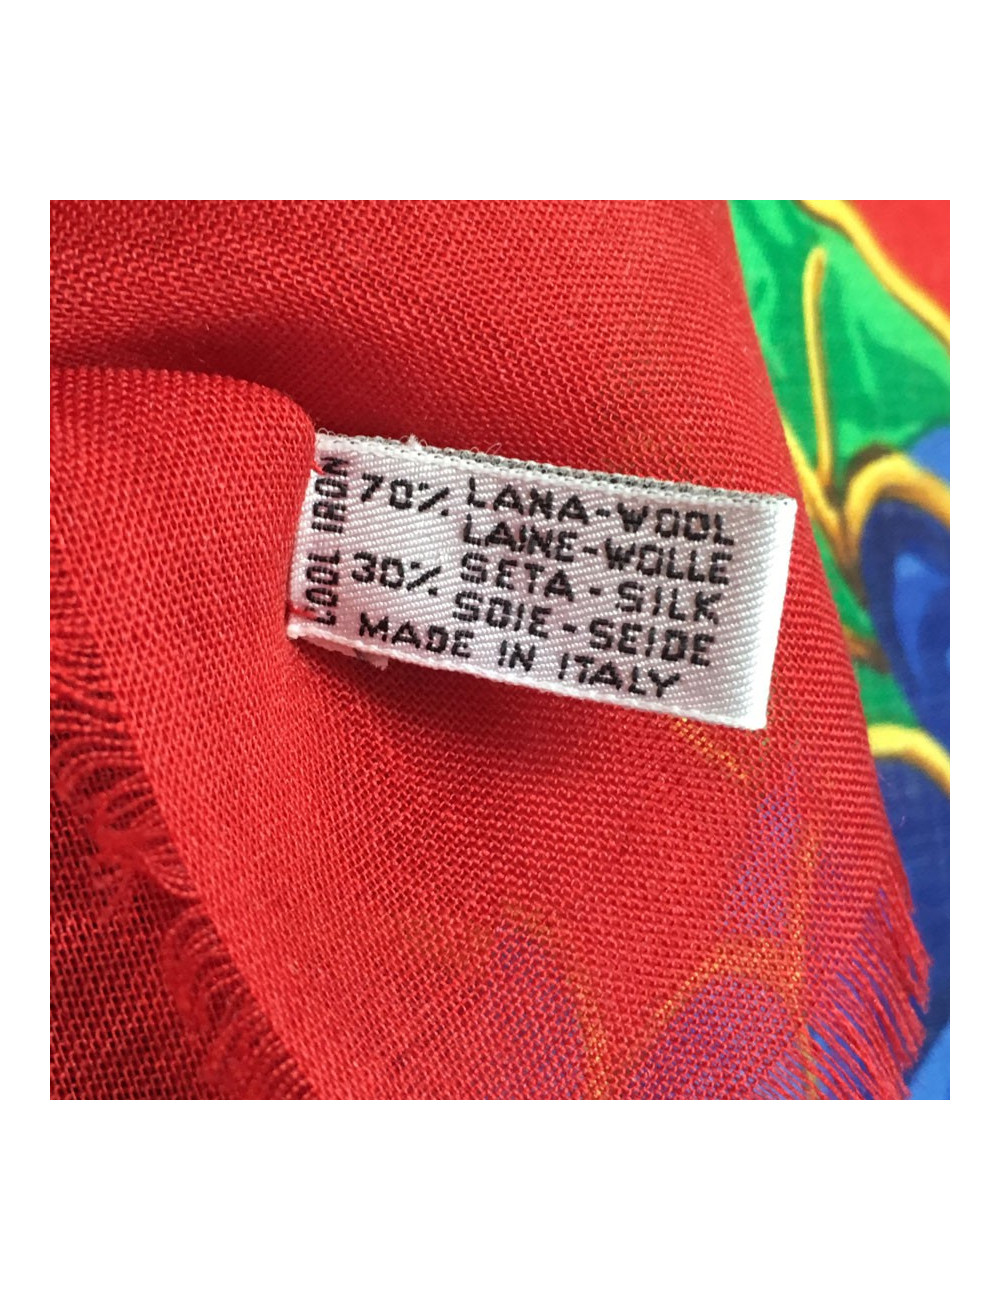 COOL IRON
70% LANA-WOOL
LAINE-WOLLE
30% SETA-SILK
SOIE-SEIDE
MADE IN ITALY